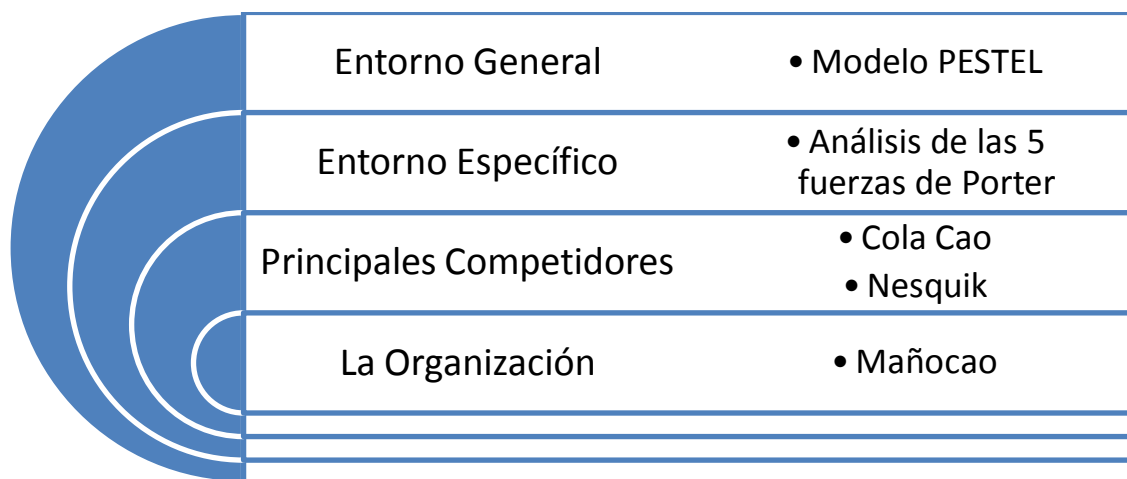 Entorno General
• Modelo PESTEL
Entorno Específico
• Análisis de las 5
fuerzas de Porter
Principales Competidores
• Cola Cao
• Nesquik
La Organización
• Mañocao